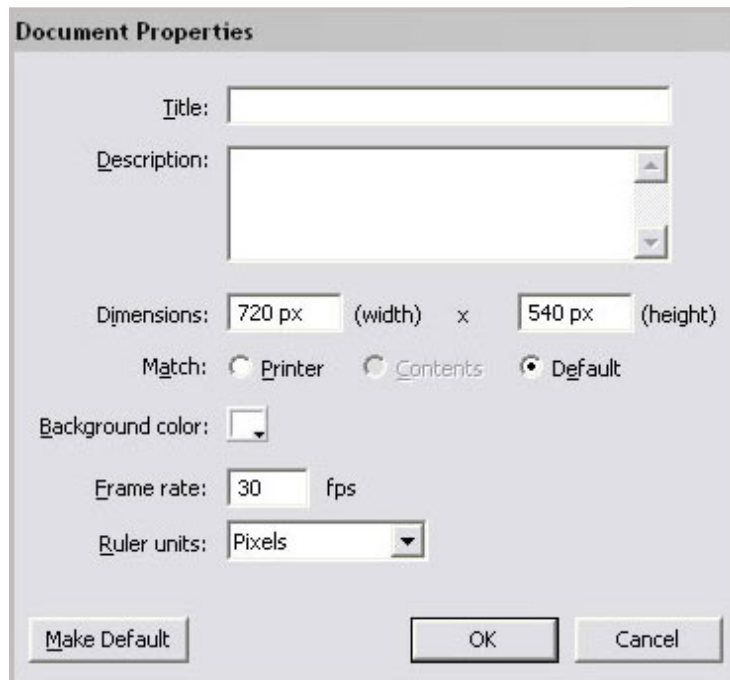 Document Properties
Title:
Description:
Dimensions: 720 px (width) x 540 px (height)
Match: Printer Contents Default
Background color:
Frame rate: 30 fps
Ruler units: Pixels
Make Default OK Cancel